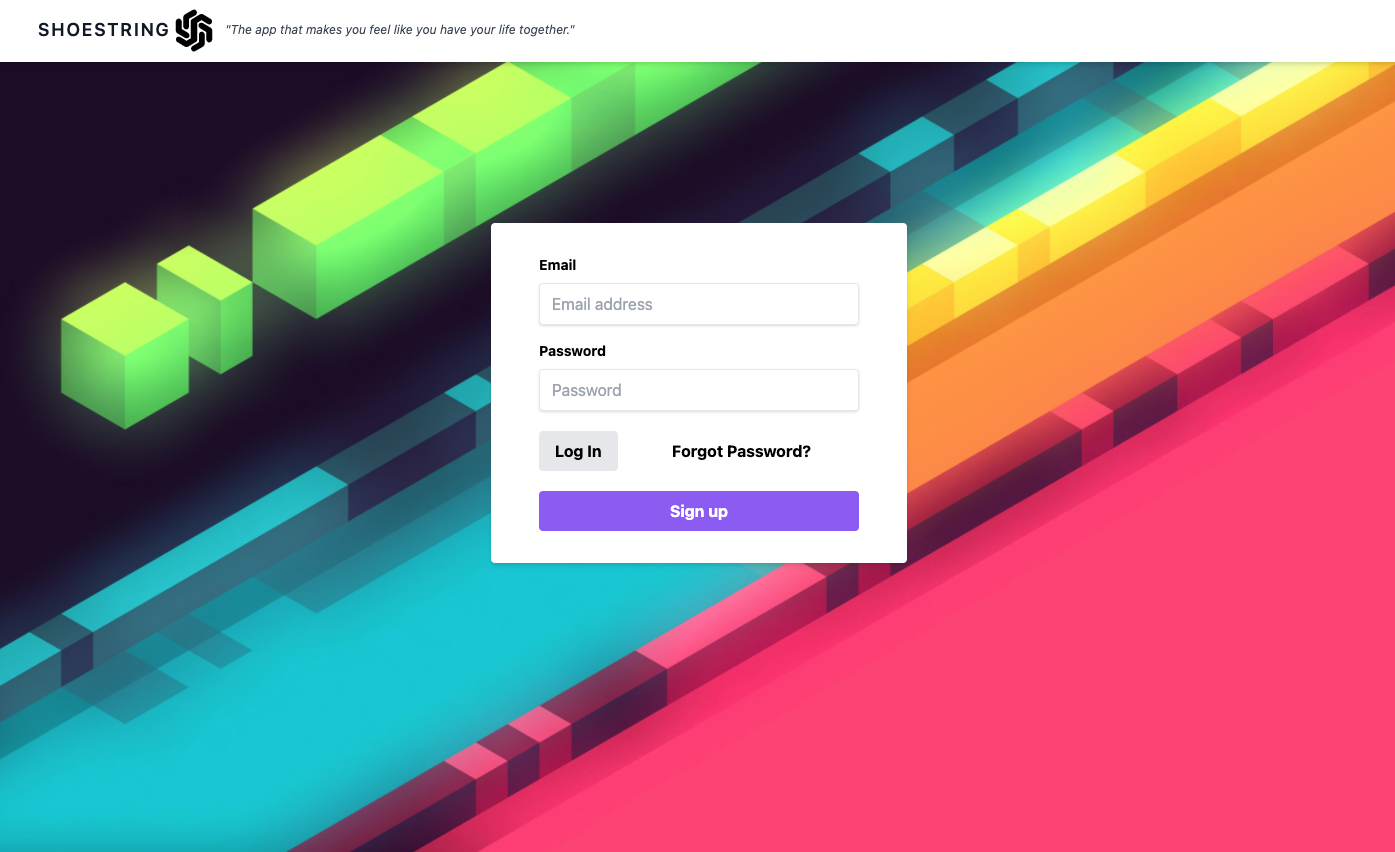 SHOESTRING "The app that makes you feel like you have your life together."
Email
Email address
Password
Password
Log In Forgot Password?
Sign up